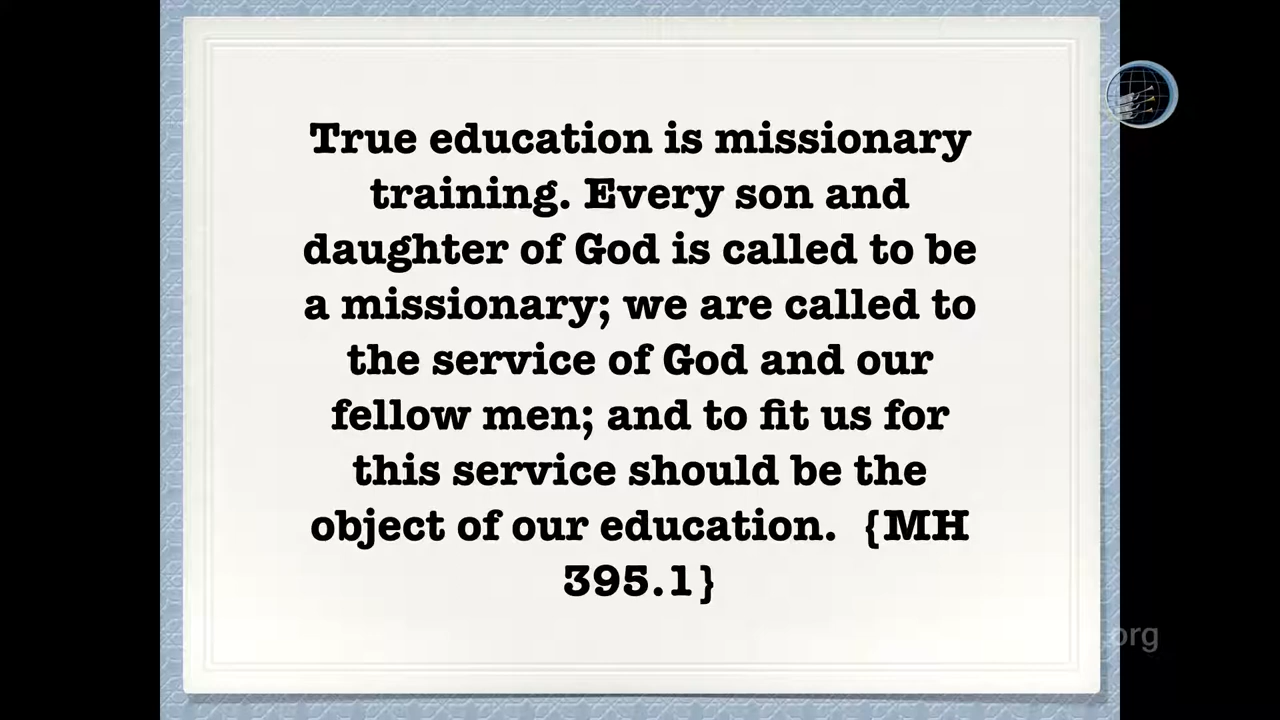 True education is missionary
training. Every son and
daughter of God is called to be
a missionary; we are called to
the service of God and our
fellow men; and to fit us for
this service should be the
object of our education.  {MH
395.1}
org